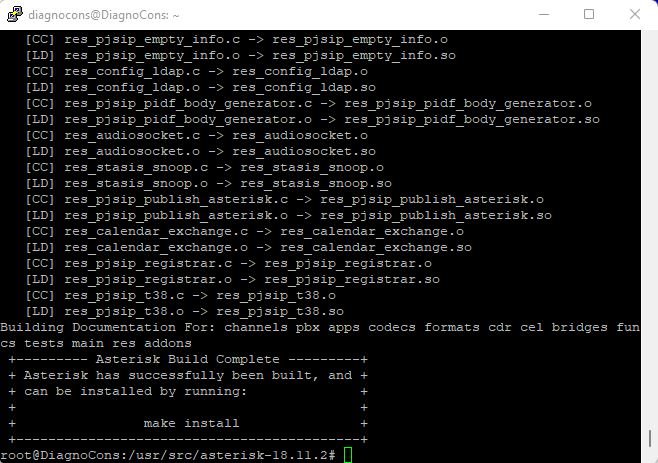 diagnocons@DiagnoCons: ~
[CC] res_pjsip_empty_info.c -> res_pjsip_empty_info.o
[LD] res_pjsip_empty_info.o -> res_pjsip_empty_info.so
[CC] res_config_ldap.c -> res_config_ldap.o
[LD] res_config_ldap.o -> res_config_ldap.so
[CC] res_pjsip_pidf_body_generator.c -> res_pjsip_pidf_body_generator.o
[LD] res_pjsip_pidf_body_generator.o -> res_pjsip_pidf_body_generator.so
[CC] res_audiosocket.c -> res_audiosocket.o
[LD] res_audiosocket.o -> res_audiosocket.so
[CC] res_stasis_snoop.c -> res_stasis_snoop.o
[LD] res_stasis_snoop.o -> res_stasis_snoop.so
[CC] res_pjsip_publish_asterisk.c -> res_pjsip_publish_asterisk.o
[LD] res_pjsip_publish_asterisk.o -> res_pjsip_publish_asterisk.so
[CC] res_calendar_exchange.c -> res_calendar_exchange.o
[LD] res_calendar_exchange.o -> res_calendar_exchange.so
[CC] res_pjsip_registrar.c -> res_pjsip_registrar.o
[LD] res_pjsip_registrar.o -> res_pjsip_registrar.so
[CC] res_pjsip_t38.c -> res_pjsip_t38.o
[LD] res_pjsip_t38.o -> res_pjsip_t38.so
Building Documentation For: channels pbx apps codecs formats cdr cel bridges fun
cs tests main res addons
+--------- Asterisk Build Complete ---------+
+ Asterisk has successfully been built, and +
+ can be installed by running:              +
+                                           +
+                make install               +
+-------------------------------------------+
root@DiagnoCons:/usr/src/asterisk-18.11.2#